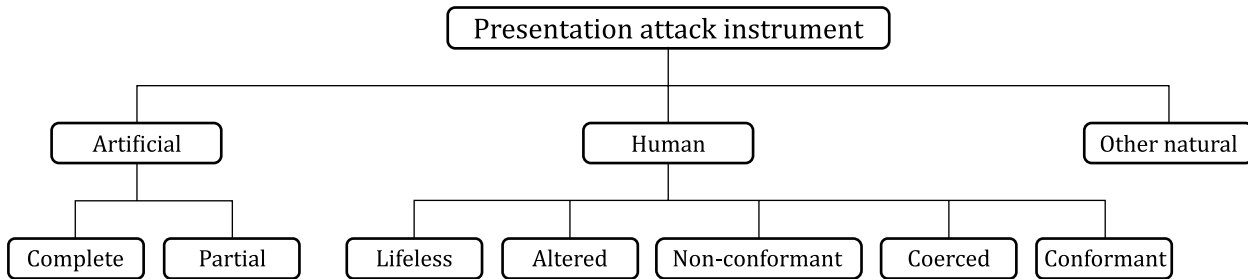 Presentation attack instrument
Artificial
Human
Other natural
Complete
Partial
Lifeless
Altered
Non-conformant
Coerced
Conformant